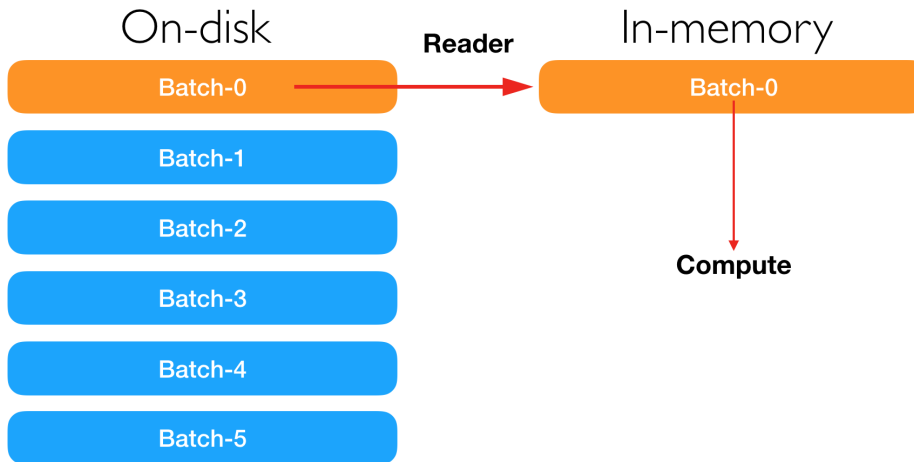 On-disk
Reader
In-memory
Batch-0
Batch-0
Batch-1
Batch-2
Batch-3
Compute
Batch-4
Batch-5